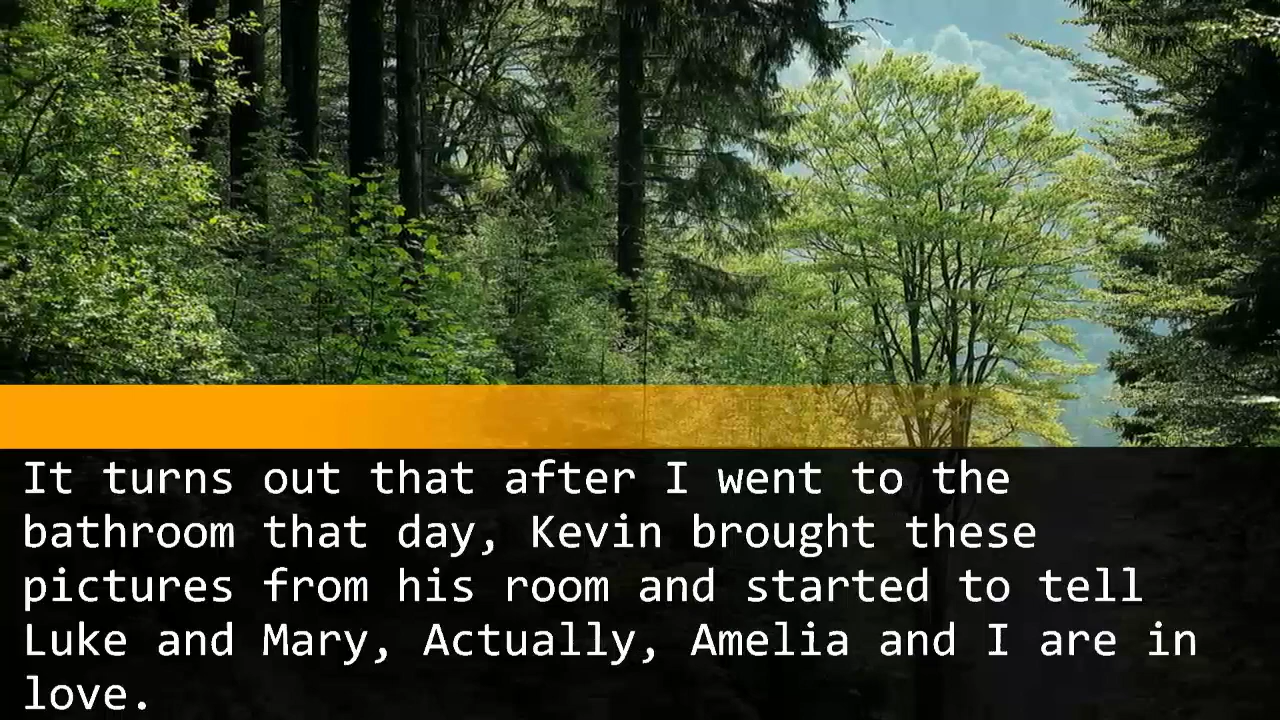 It turns out that after I went to the
bathroom that day, Kevin brought these
pictures from his room and started to tell
Luke and Mary, Actually, Amelia and I are in
love.